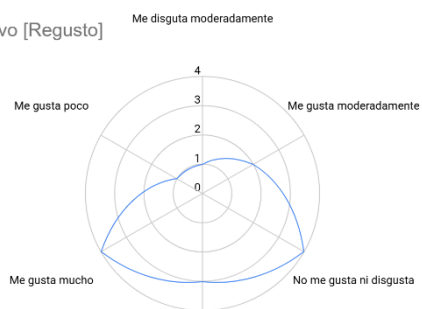 Me disguta moderadamente
vo [Regusto]
4
Me gusta poco
3
Me gusta moderadamente
2
1
0
Me gusta mucho
No me gusta ni disgusta